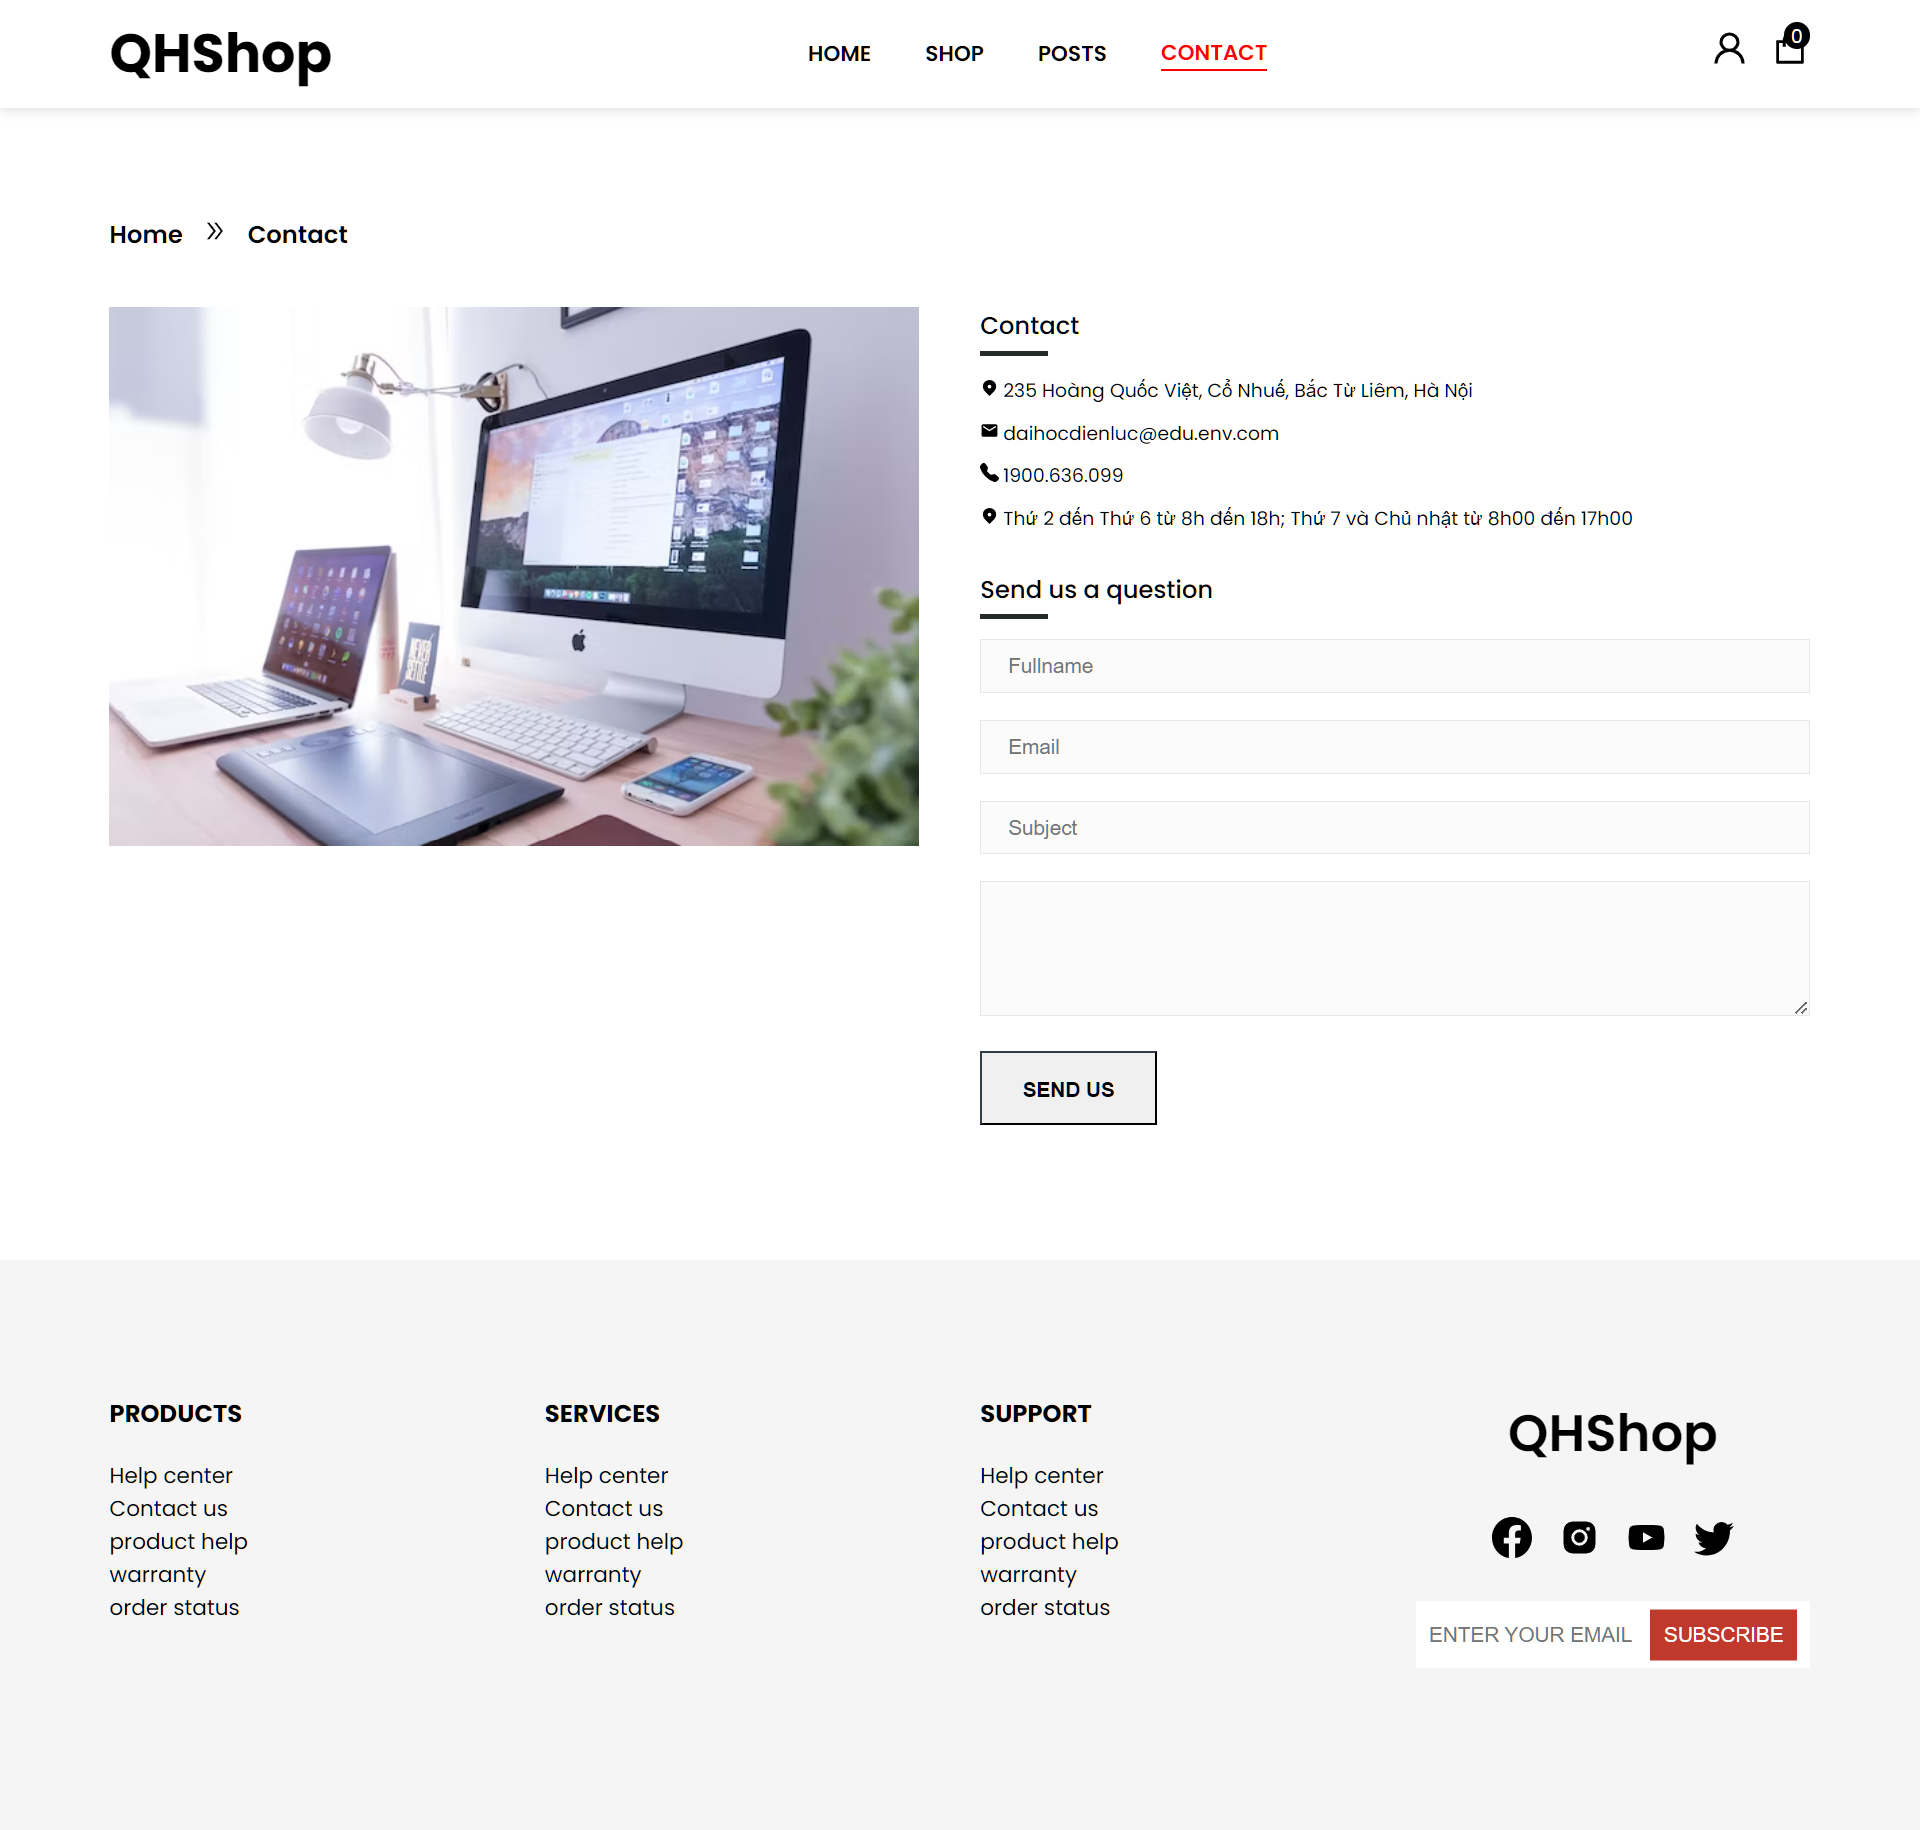 QHShop
HOME SHOP POSTS CONTACT
0
Home » Contact
NEVER
SETTLE
Contact
235 Hoàng Quốc Việt, Cổ Nhuế, Bắc Từ Liêm, Hà Nội
daihocdienluc@edu.env.com
1900.636.099
Thứ 2 đến Thứ 6 từ 8h đến 18h; Thứ 7 và Chủ nhật từ 8h00 đến 17h00
Send us a question
Fullname
Email
Subject
SEND US
PRODUCTS
Help center
Contact us
product help
warranty
order status
SERVICES
Help center
Contact us
product help
warranty
order status
SUPPORT
Help center
Contact us
product help
warranty
order status
QHShop
ENTER YOUR EMAIL SUBSCRIBE